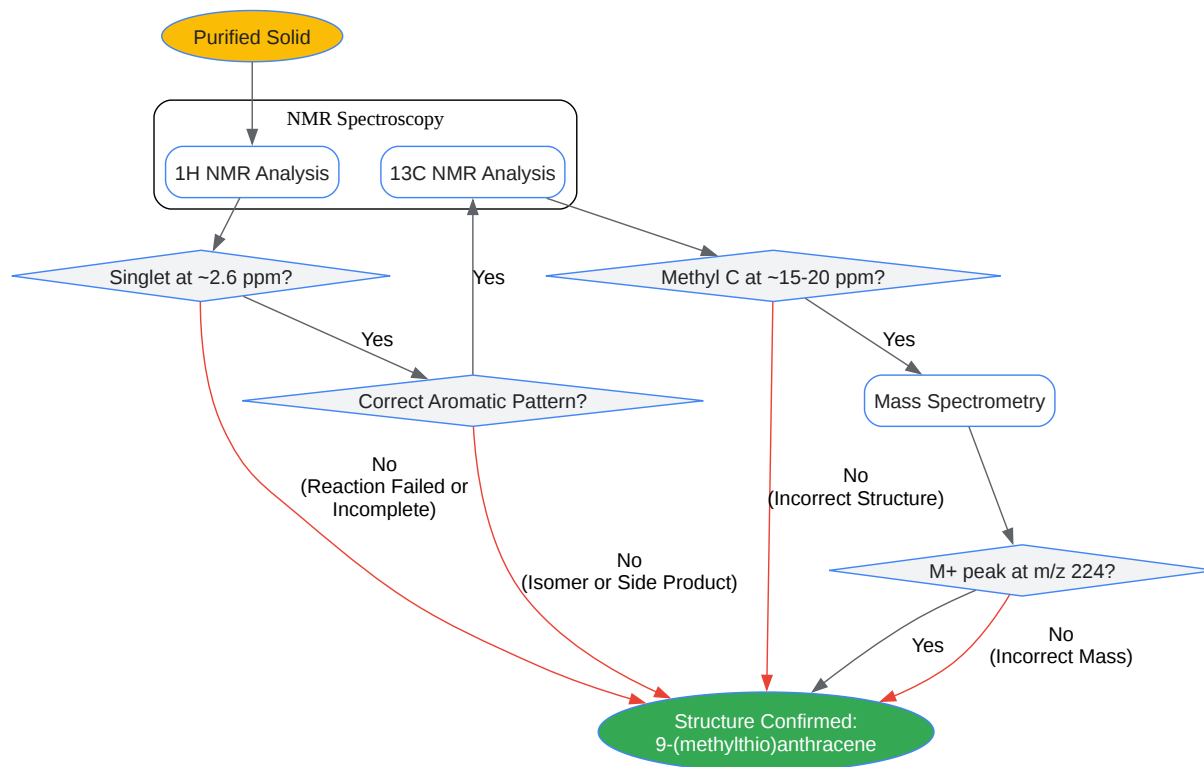 Purified Solid
NMR Spectroscopy
1H NMR Analysis
13C NMR Analysis
Singlet at ~2.6 ppm?
Yes
Methyl C at ~15-20 ppm?
Yes
Yes
Correct Aromatic Pattern?
Mass Spectrometry
No
(Reaction Failed or
Incomplete)
No
(Incorrect Structure)
No
(Isomer or Side Product)
M+ peak at m/z 224?
Yes
No
(Incorrect Mass)
Structure Confirmed:
9-(methylthio)anthracene